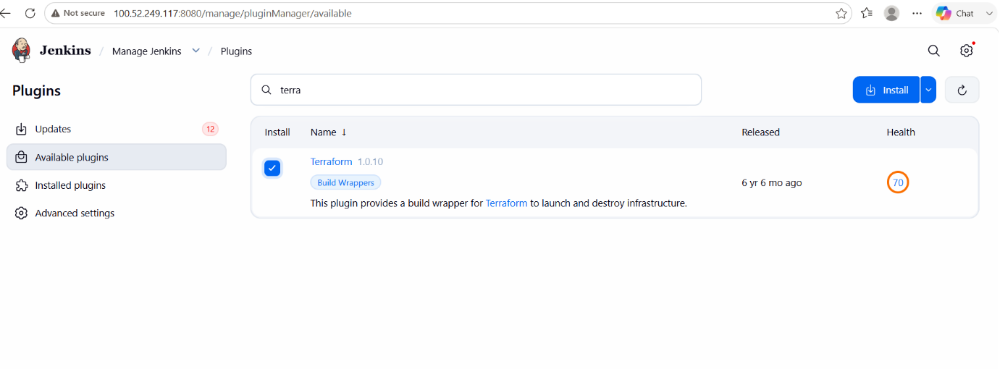 Not secure 100.52.249.117:8080/manage/pluginManager/available Chat
Jenkins / Manage Jenkins / Plugins
Plugins
terra
Install
Updates 12
Available plugins
Installed plugins
Advanced settings
Install Name ↓ Released Health
Terraform 1.0.10
Build Wrappers
This plugin provides a build wrapper for Terraform to launch and destroy infrastructure.
6 yr 6 mo ago
70